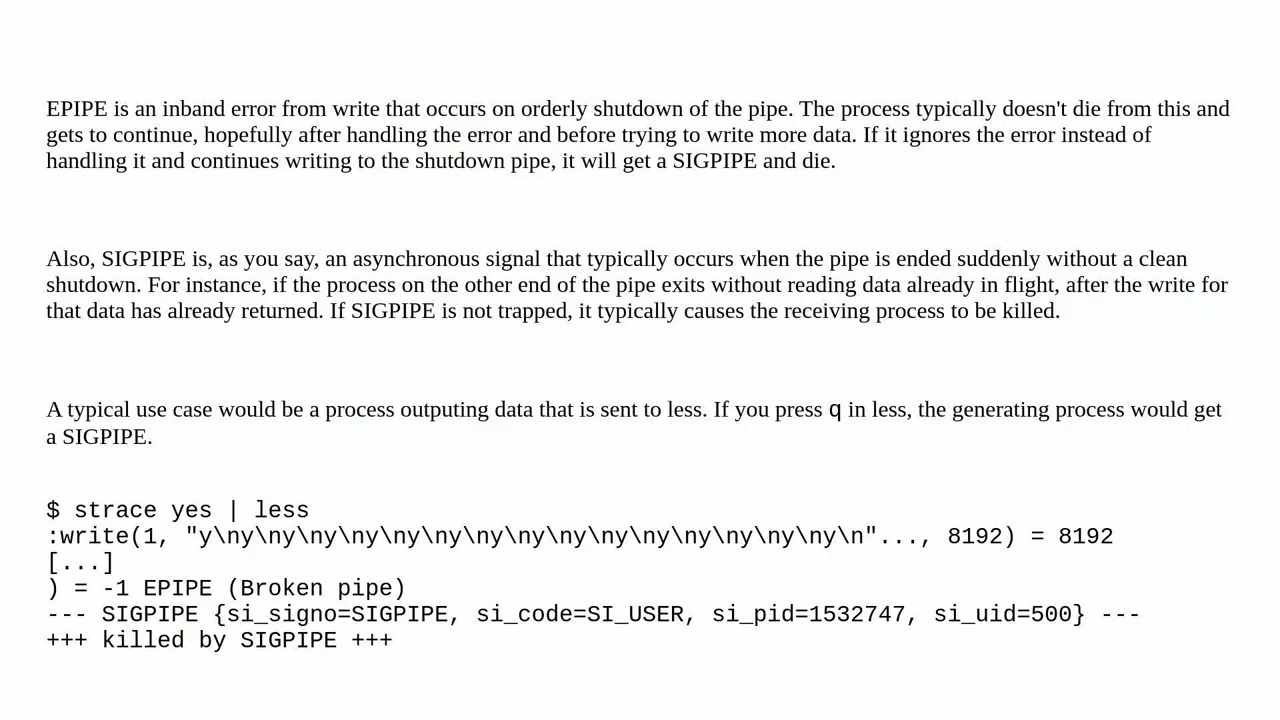 EPIPE is an inband error from write that occurs on orderly shutdown of the pipe. The process typically doesn't die from this and
gets to continue, hopefully after handling the error and before trying to write more data. If it ignores the error instead of
handling it and continues writing to the shutdown pipe, it will get a SIGPIPE and die.
Also, SIGPIPE is, as you say, an asynchronous signal that typically occurs when the pipe is ended suddenly without a clean
shutdown. For instance, if the process on the other end of the pipe exits without reading data already in flight, after the write for
that data has already returned. If SIGPIPE is not trapped, it typically causes the receiving process to be killed.
A typical use case would be a process outputing data that is sent to less. If you press q in less, the generating process would get
a SIGPIPE.
$ strace yes | less
:write(1, "y\ny\ny\ny\ny\ny\ny\ny\ny\ny\ny\ny\ny\ny\ny\ny\n"..., 8192) = 8192
[...]
) = -1 EPIPE (Broken pipe)
--- SIGPIPE {si_signo=SIGPIPE, si_code=SI_USER, si_pid=1532747, si_uid=500} ---
+++ killed by SIGPIPE +++